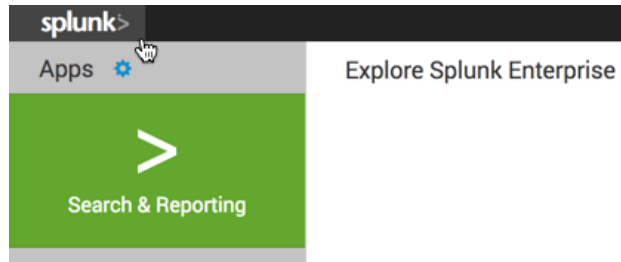 splunk>
Apps
Explore Splunk Enterprise
>
Search & Reporting